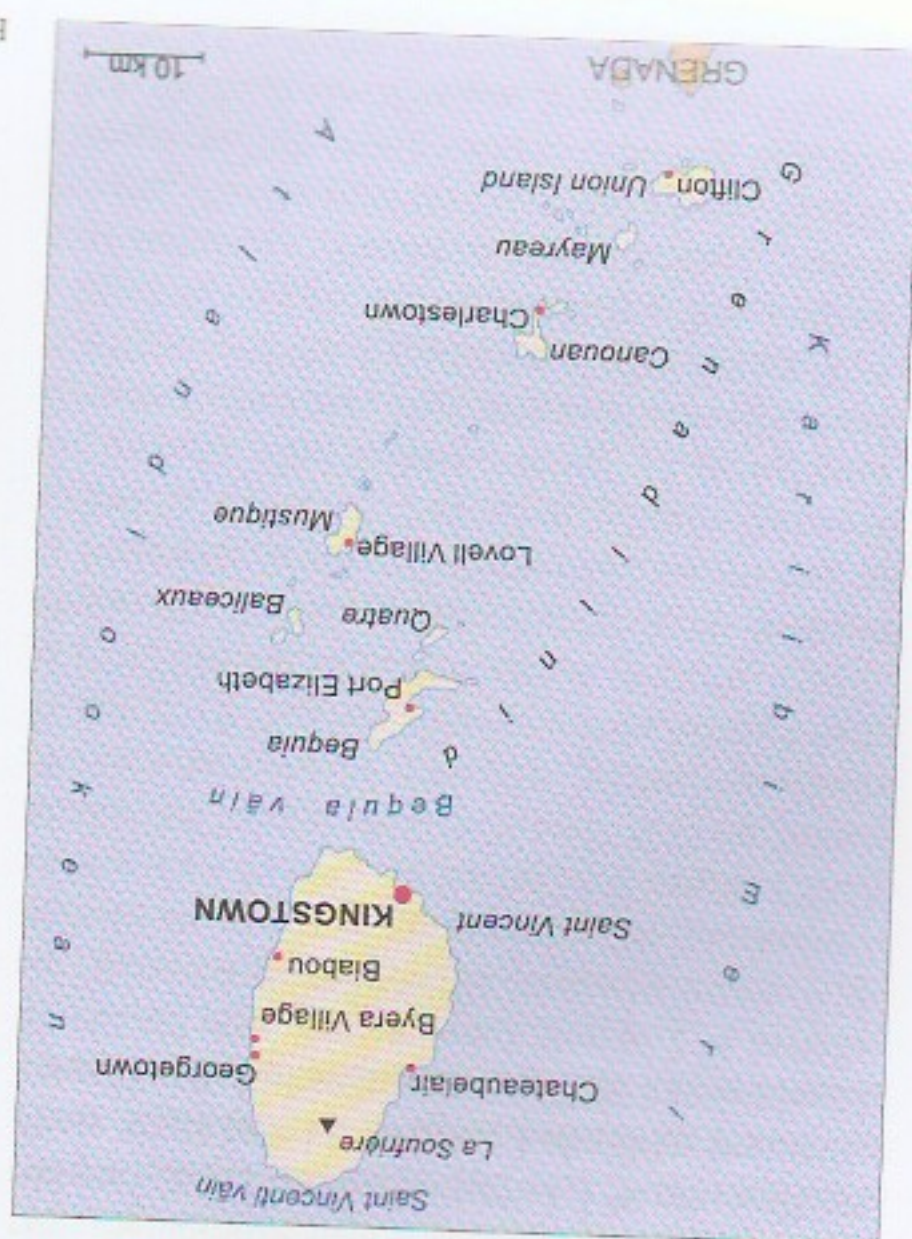 Saint Vincenti väin
La Soufrière
Chateaubelair
Georgetown
Byera Village
Biabou
Saint Vincent
KINGSTOWN
Bequia väin
Bequia
Port Elizabeth
Quatre
Baliceaux
Lovell Village
Mustique
Canouan
Charlestown
Mayreau
Clifton
Union Island
GRENADA
10 km
Kariibi meri
Grenadiinid
Atlandi ookean